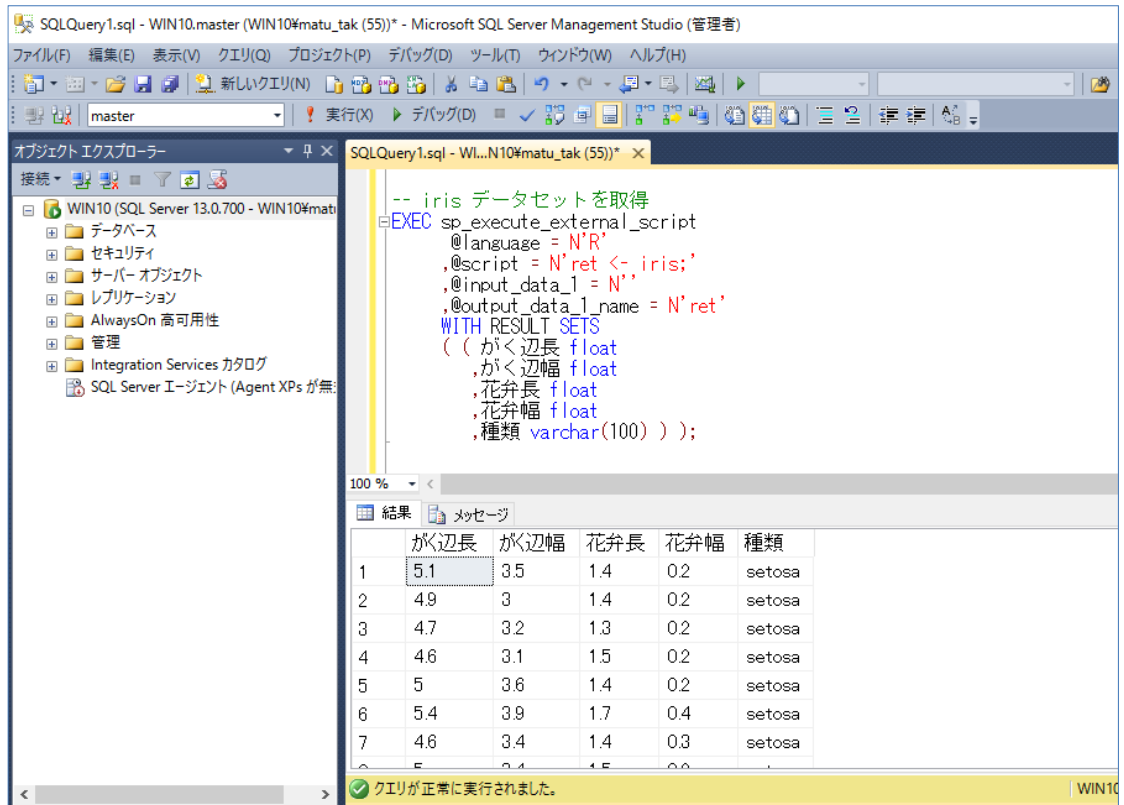 SQLQuery1.sql - WIN10.master (WIN10¥matu_tak (55))* - Microsoft SQL Server Management Studio (管理者)
ファイル(F) 編集(E) 表示(V) クエリ(Q) プロジェクト(P) デバッグ(D) ツール(T) ウィンドウ(W) ヘルプ(H)
新しいクエリ(N)
master 実行(X) デバッグ(D)
オブジェクト エクスプローラー
接続
WIN10 (SQL Server 13.0.700 - WIN10¥mat
データベース
セキュリティ
サーバー オブジェクト
レプリケーション
AlwaysOn 高可用性
管理
Integration Services カタログ
SQL Server エージェント (Agent XPs が無
SQLQuery1.sql - WI...N10¥matu_tak (55))*
-- iris データセットを取得
EXEC sp_execute_external_script
@language = N'R'
,@script = N'ret <- iris;'
,@input_data_1 = N''
,@output_data_1_name = N'ret'
WITH RESULT SETS
( ( がく辺長 float
,がく辺幅 float
,花弁長 float
,花弁幅 float
,種類 varchar(100) ) );
100 %
結果 メッセージ
がく辺長 がく辺幅 花弁長 花弁幅 種類
1 5.1 3.5 1.4 0.2 setosa
2 4.9 3 1.4 0.2 setosa
3 4.7 3.2 1.3 0.2 setosa
4 4.6 3.1 1.5 0.2 setosa
5 5 3.6 1.4 0.2 setosa
6 5.4 3.9 1.7 0.4 setosa
7 4.6 3.4 1.4 0.3 setosa
クエリが正常に実行されました。 WIN10